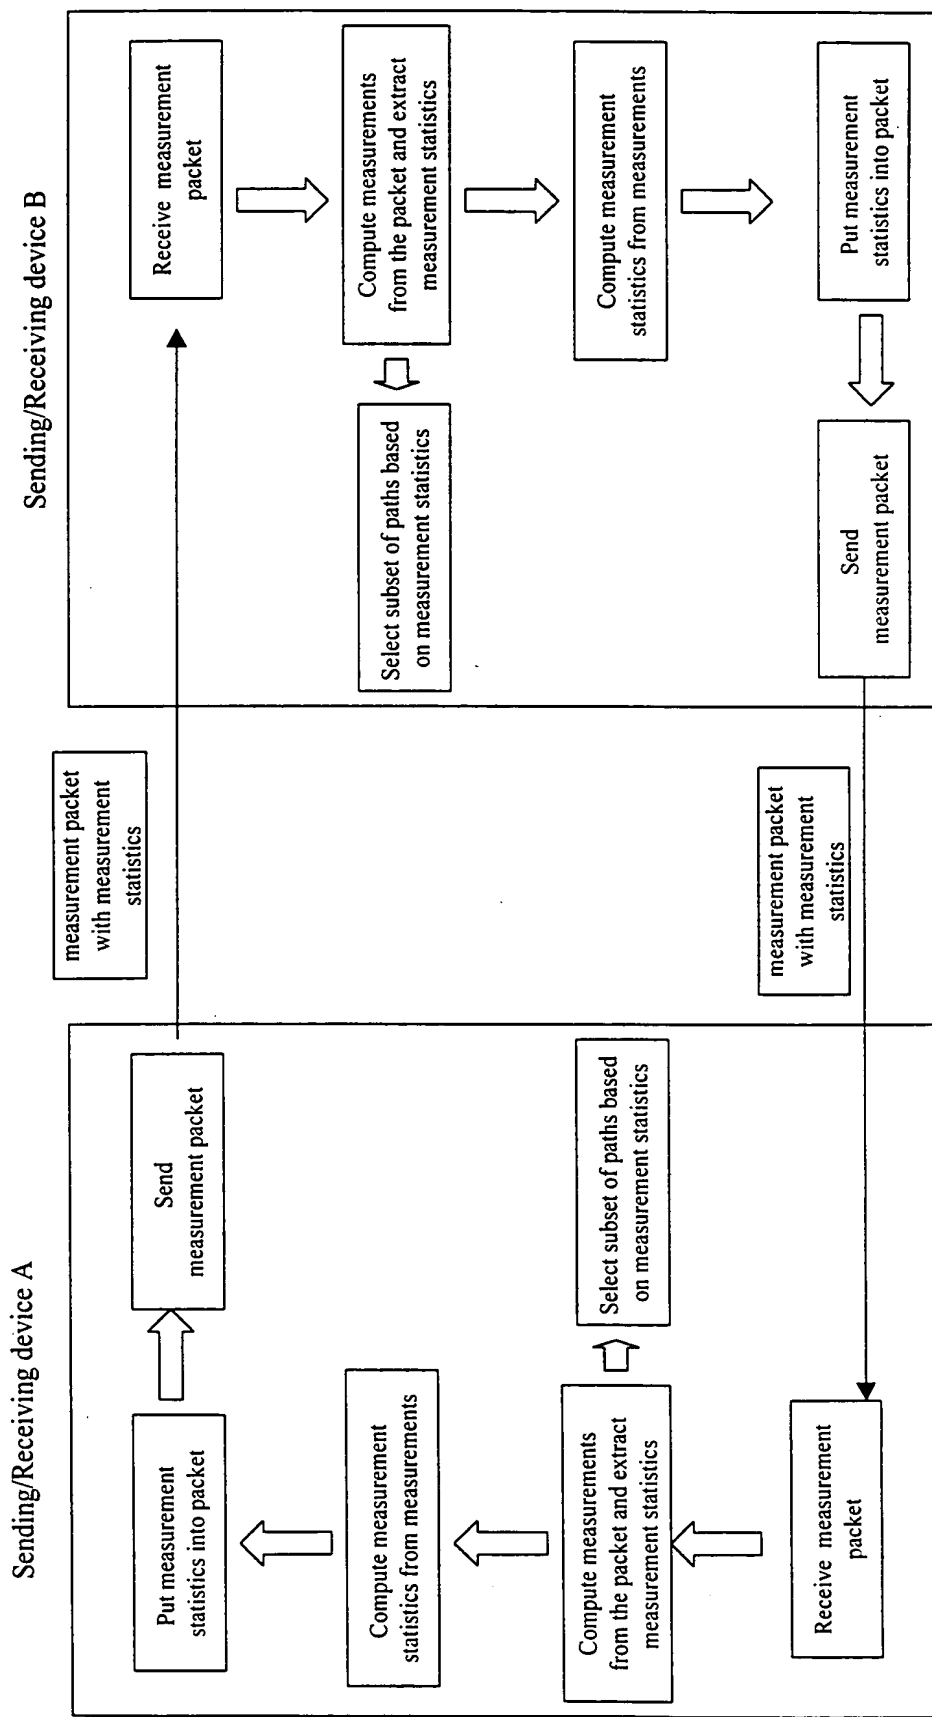 Sending/Receiving device A
Put measurement
statistics into packet
Send
measurement packet
Compute measurement
statistics from measurements
Compute measurements
from the packet and extract
measurement statistics
Select subset of paths based
on measurement statistics
Receive measurement
packet
measurement packet
with measurement
statistics
measurement packet
with measurement
statistics
Sending/Receiving device B
Receive measurement
packet
Select subset of paths based
on measurement statistics
Compute measurements
from the packet and extract
measurement statistics
Compute measurement
statistics from measurements
Send
measurement packet
Put measurement
statistics into packet